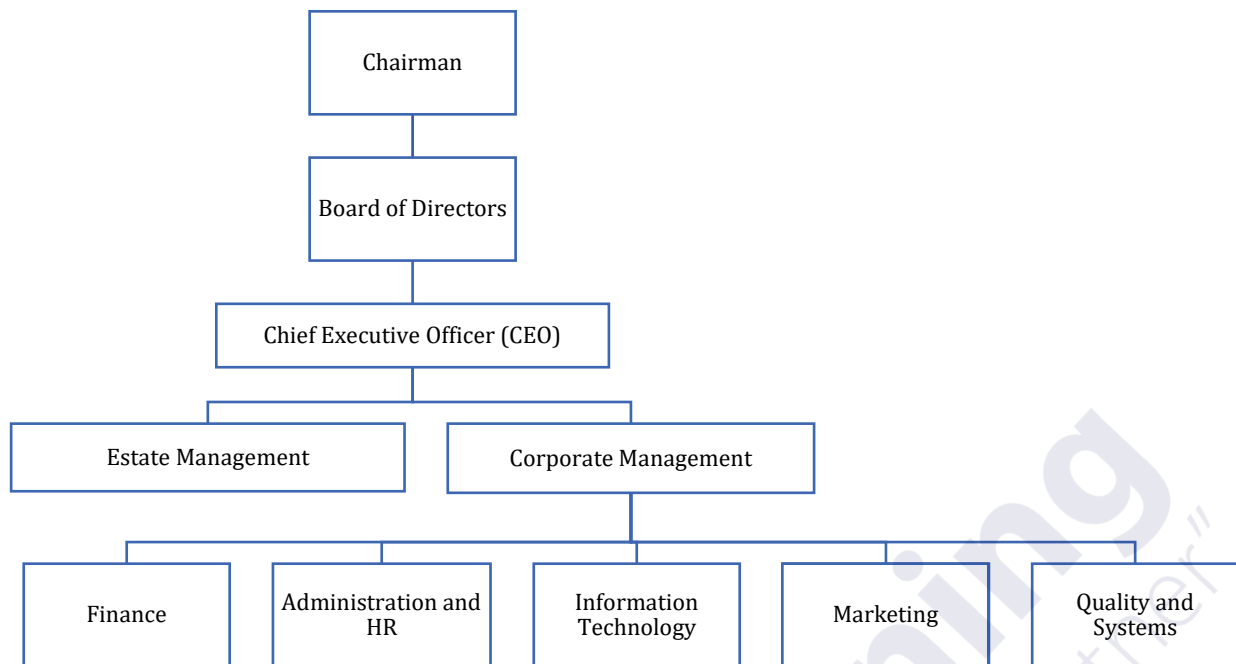 Chairman
Board of Directors
Chief Executive Officer (CEO)
Estate Management
Corporate Management
Finance
Administration and
HR
Information
Technology
Marketing
Quality and
Systems